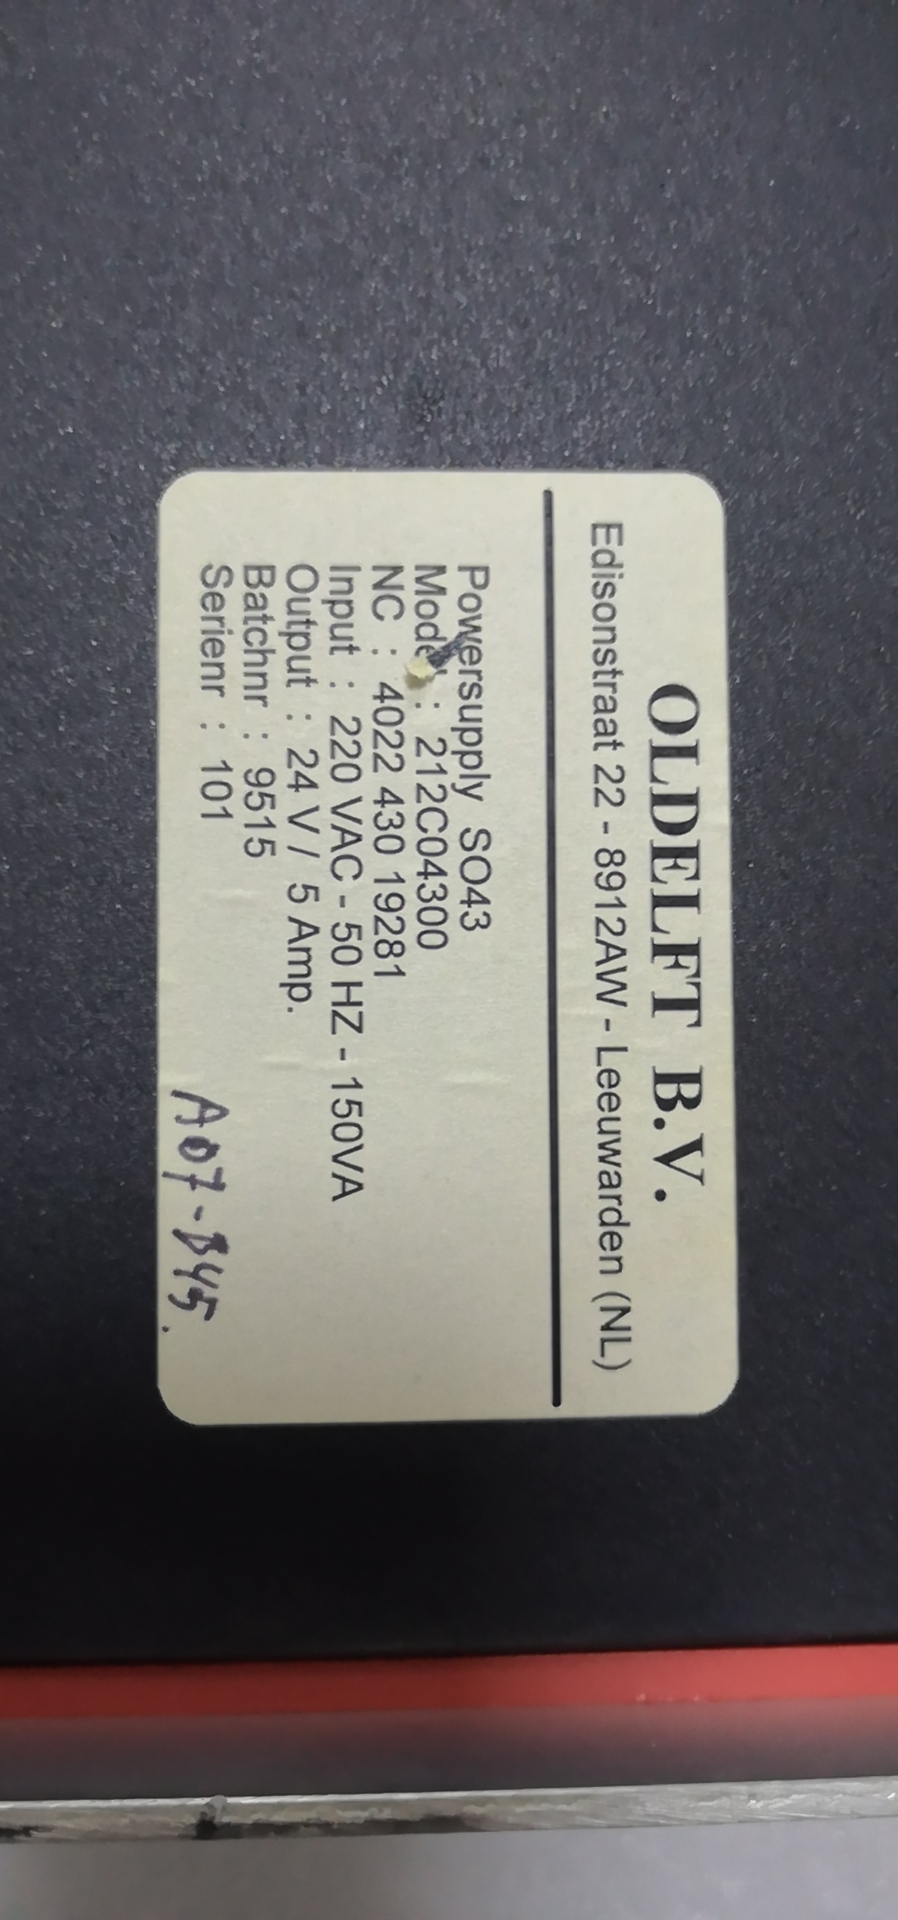 OLDELFT B.V.
Edisonstraat 22 - 8912AW - Leeuwarden (NL)
Powersupply SO43
Model : 212C04300
NC : 4022 430 19281
Input : 220 VAC - 50 HZ - 150VA
Output : 24 V / 5 Amp.
Batchnr : 9515
Serienr : 101
A07-B45.